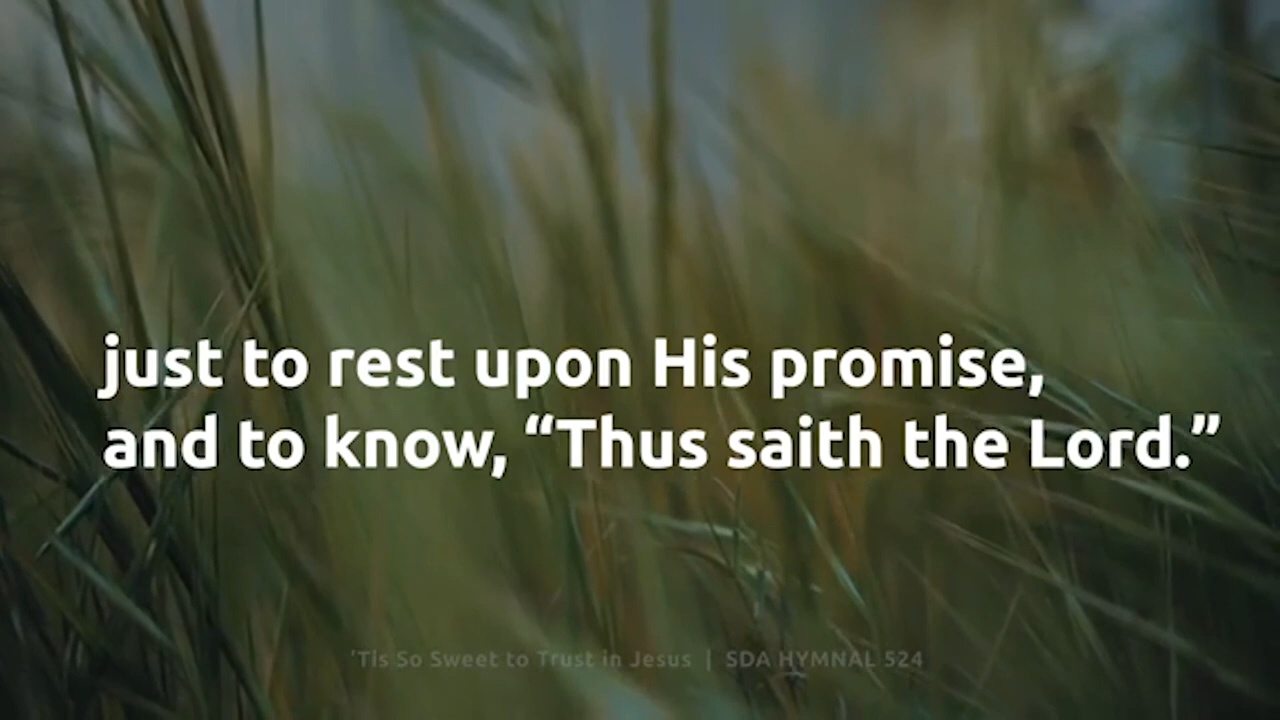 just to rest upon His promise,
and to know, “Thus saith the Lord.”
’Tis So Sweet to Trust in Jesus | SDA HYMNAL 524